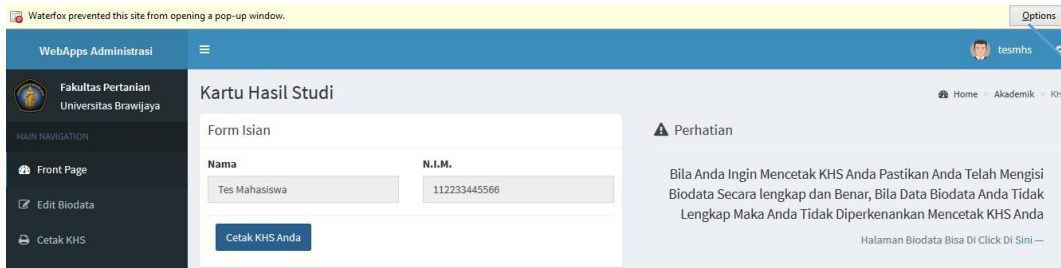 Waterfox prevented this site from opening a pop-up window.
Options
WebApps Administrasi
tesmhs
Fakultas Pertanian
Universitas Brawijaya
MAIN NAVIGATION
Front Page
Edit Biodata
Cetak KHS
Kartu Hasil Studi
Home > Akademik > KH
Form Isian
Nama
N.I.M.
Tes Mahasiswa
112233445566
Cetak KHS Anda
Perhatian
Bila Anda Ingin Mencetak KHS Anda Pastikan Anda Telah Mengisi
Biodata Secara lengkap dan Benar, Bila Data Biodata Anda Tidak
Lengkap Maka Anda Tidak Diperkenankan Mencetak KHS Anda
Halaman Biodata Bisa Di Click Di Sini —